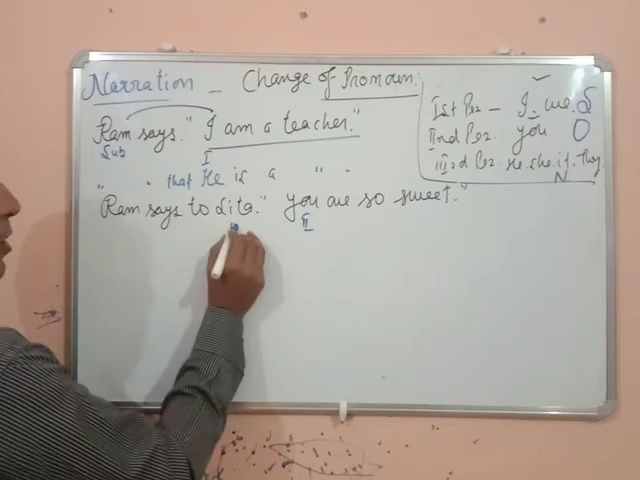 Narration - Change of Pronoun:
Ram says. "I am a teacher."
Sub I
" " that He is a " "
Ram says to Sita." you are so sweet."
II
Ist Per - I, we. S
IInd Per. you O
IIIrd Per. He. she. it. they
N